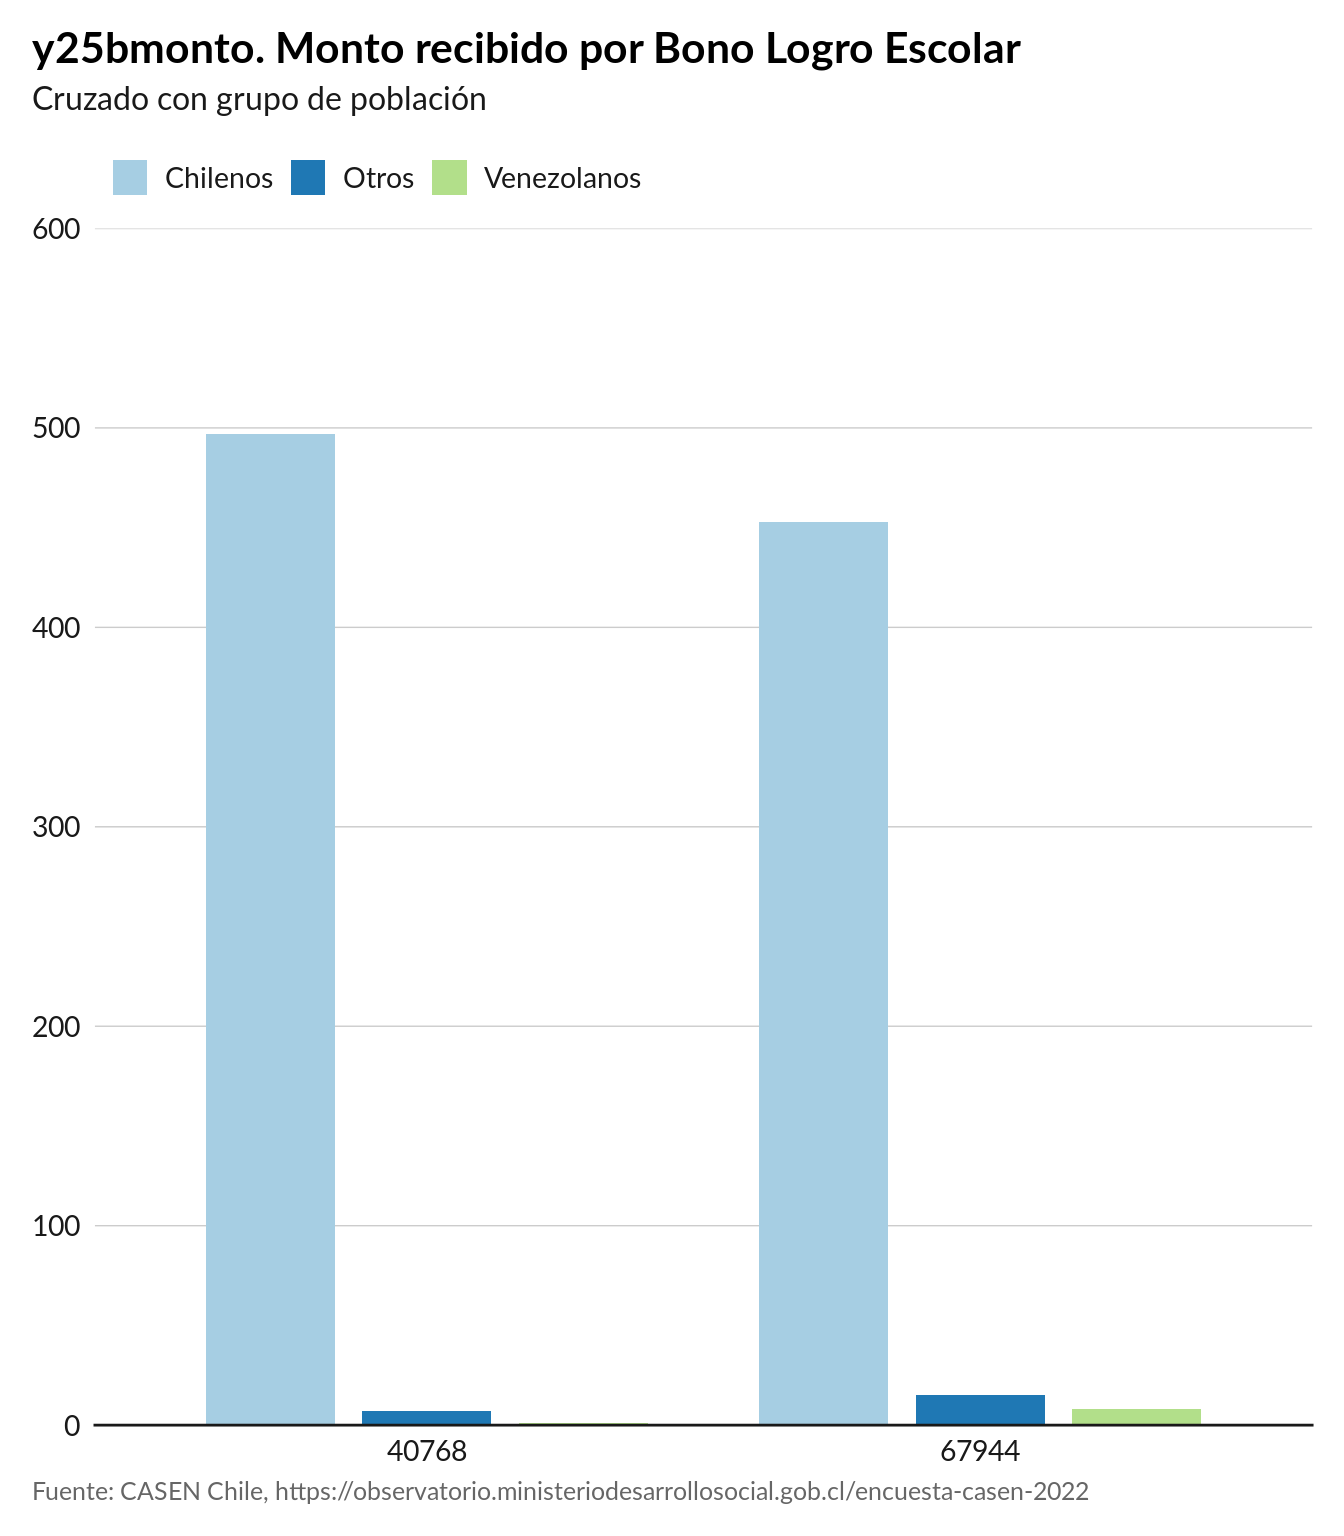 y25bmonto. Monto recibido por Bono Logro Escolar
Cruzado con grupo de población
Chilenos Otros Venezolanos
600
500
400
300
200
100
0
40768 67944
Fuente: CASEN Chile, https://observatorio.ministeriodesarrollosocial.gob.cl/encuesta-casen-2022